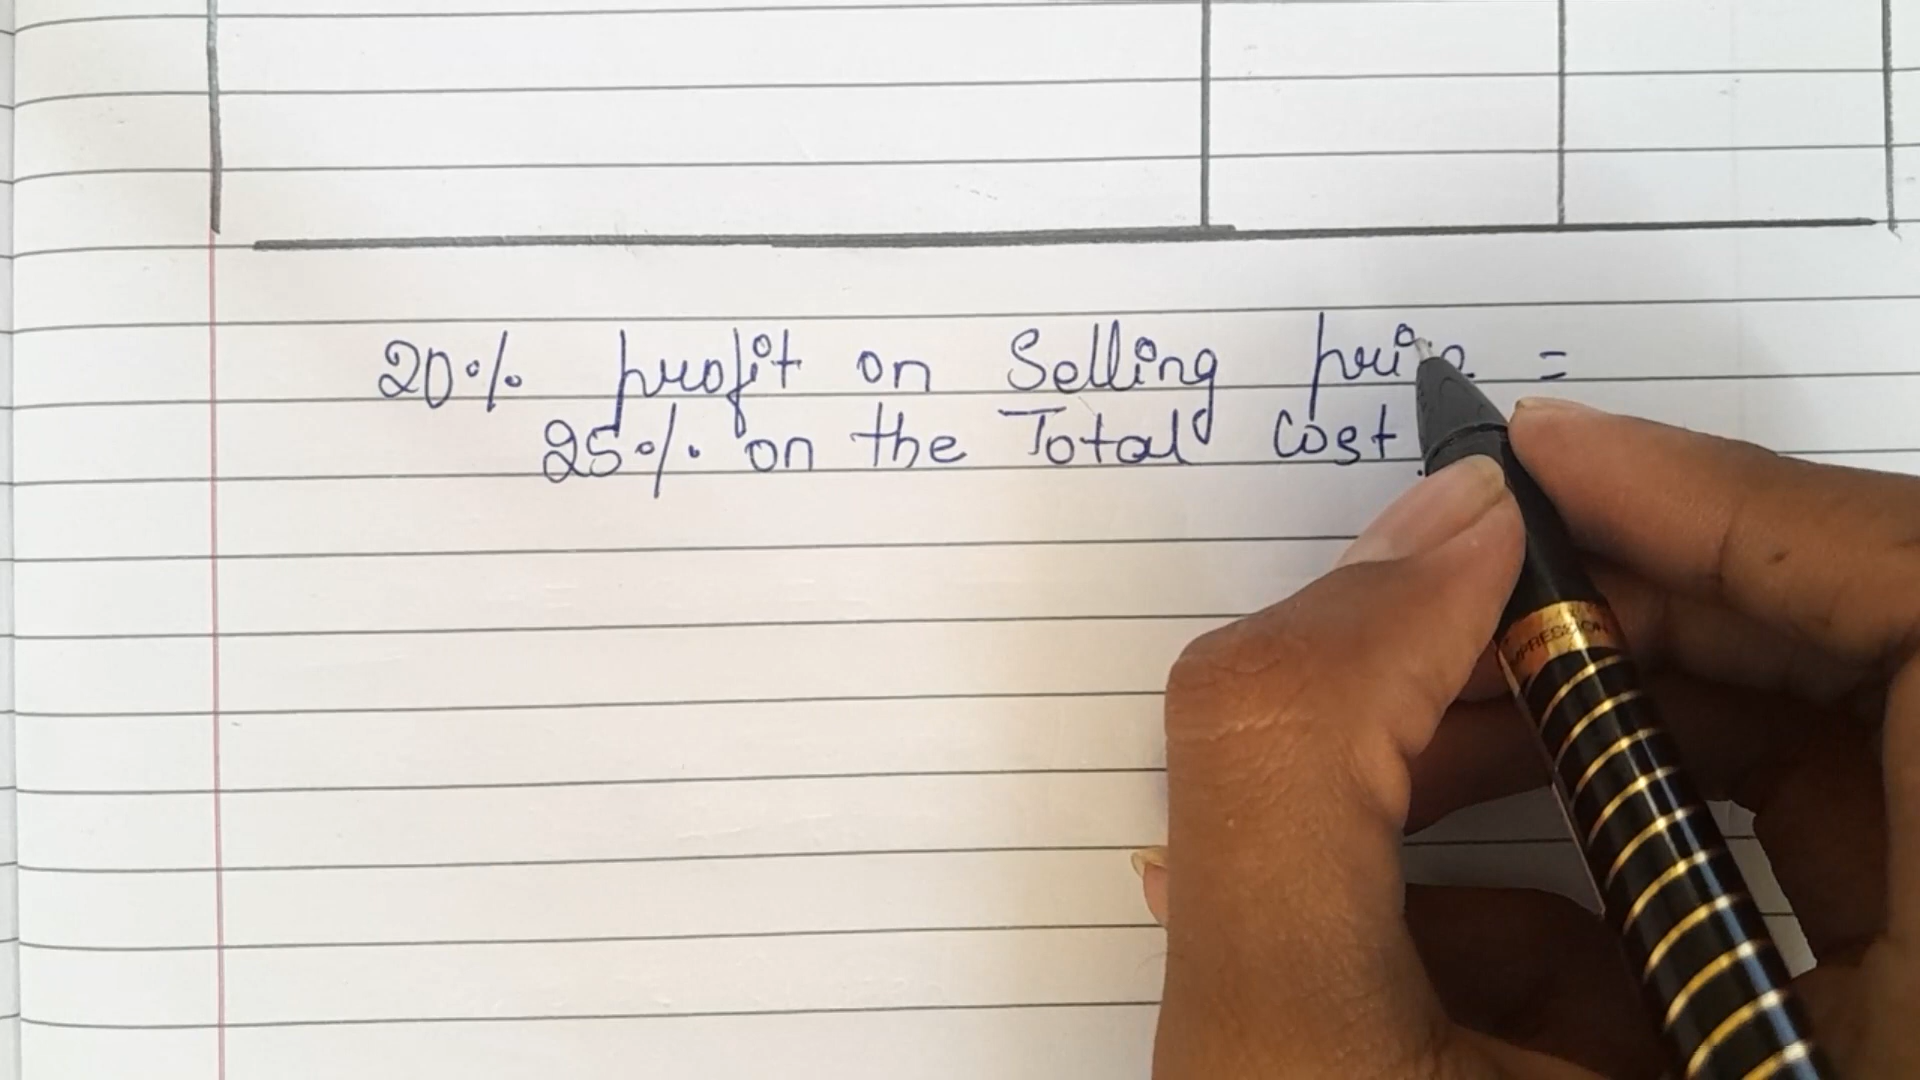 20% profit on Selling price =
25% on the Total Cost.